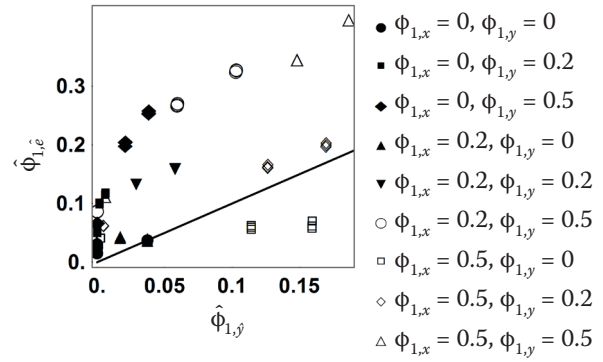 0.3
0.2
0.1
0.
φ̂1,ê
0. 0.05 0.10 0.15
φ̂1,ŷ
ϕ1,x = 0, ϕ1,y = 0
ϕ1,x = 0, ϕ1,y = 0.2
ϕ1,x = 0, ϕ1,y = 0.5
ϕ1,x = 0.2, ϕ1,y = 0
ϕ1,x = 0.2, ϕ1,y = 0.2
ϕ1,x = 0.2, ϕ1,y = 0.5
ϕ1,x = 0.5, ϕ1,y = 0
ϕ1,x = 0.5, ϕ1,y = 0.2
ϕ1,x = 0.5, ϕ1,y = 0.5